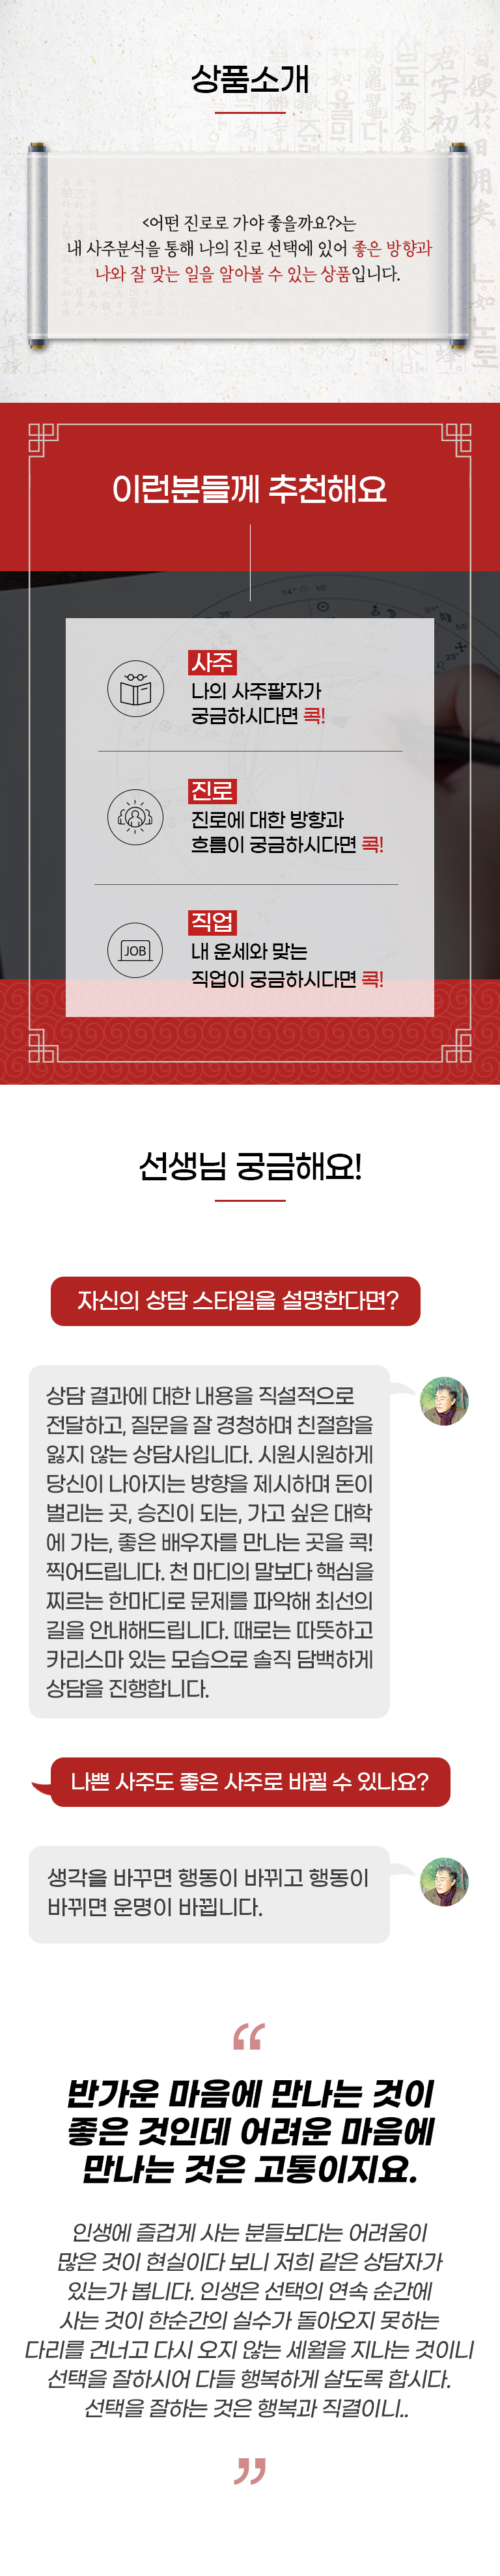 상품소개
<어떤 진로로 가야 좋을까요?>는
내 사주분석을 통해 나의 진로 선택에 있어 좋은 방향과
나와 잘 맞는 일을 알아볼 수 있는 상품입니다.
이런분들께 추천해요
사주
나의 사주팔자가
궁금하시다면 콕!
진로
진로에 대한 방향과
흐름이 궁금하시다면 콕!
JOB
직업
내 운세와 맞는
직업이 궁금하시다면 콕!
선생님 궁금해요!
자신의 상담 스타일을 설명한다면?
상담 결과에 대한 내용을 직설적으로
전달하고, 질문을 잘 경청하며 친절함을
잃지 않는 상담사입니다. 시원시원하게
당신이 나아지는 방향을 제시하며 돈이
벌리는 곳, 승진이 되는, 가고 싶은 대학
에 가는, 좋은 배우자를 만나는 곳을 콕!
찍어드립니다. 천 마디의 말보다 핵심을
찌르는 한마디로 문제를 파악해 최선의
길을 안내해드립니다. 때로는 따뜻하고
카리스마 있는 모습으로 솔직 담백하게
상담을 진행합니다.
나쁜 사주도 좋은 사주로 바뀔 수 있나요?
생각을 바꾸면 행동이 바뀌고 행동이
바뀌면 운명이 바뀝니다.
“
반가운 마음에 만나는 것이
좋은 것인데 어려운 마음에
만나는 것은 고통이지요.
인생에 즐겁게 사는 분들보다는 어려움이
많은 것이 현실이다 보니 저희 같은 상담자가
있는가 봅니다. 인생은 선택의 연속 순간에
사는 것이 한순간의 실수가 돌아오지 못하는
다리를 건너고 다시 오지 않는 세월을 지나는 것이니
선택을 잘하시어 다들 행복하게 살도록 합시다.
선택을 잘하는 것은 행복과 직결이니..
”